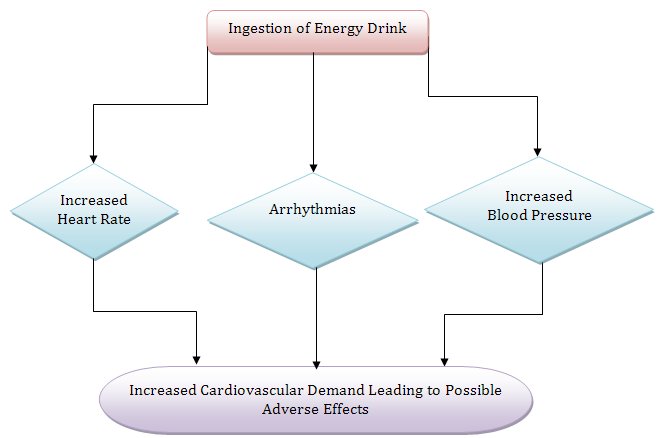 Ingestion of Energy Drink
Increased
Heart Rate
Arrhythmias
Increased
Blood Pressure
Increased Cardiovascular Demand Leading to Possible
Adverse Effects